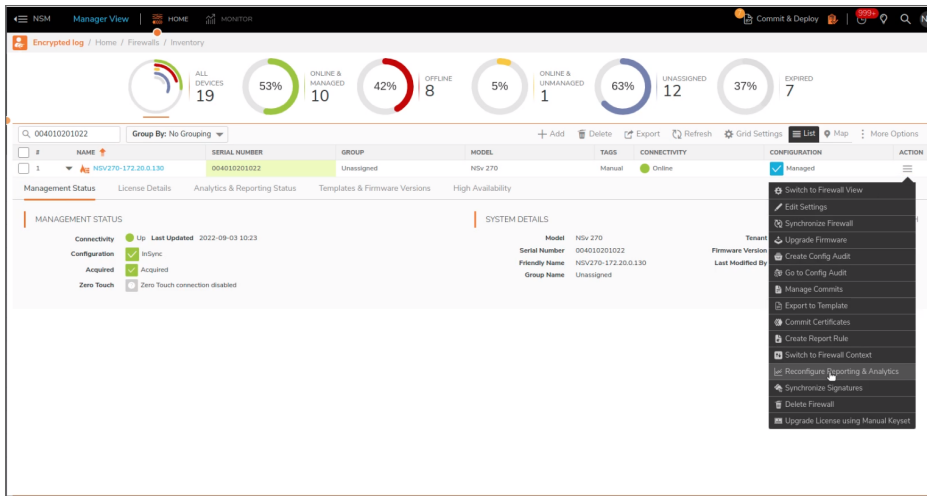 NSM Manager View HOME MONITOR Commit & Deploy 999+ N
Encrypted log / Home / Firewalls / Inventory
ALL DEVICES 19
53% ONLINE & MANAGED 10
42% OFFLINE 8
5% ONLINE & UNMANAGED 1
63% UNASSIGNED 12
37% EXPIRED 7
004010201022 Group By: No Grouping + Add Delete Export Refresh Grid Settings List Map More Options
# NAME SERIAL NUMBER GROUP MODEL TAGS CONNECTIVITY CONFIGURATION ACTION
1 NSV270-172.20.0.130 004010201022 Unassigned NSv 270 Manual Online Managed
Management Status License Details Analytics & Reporting Status Templates & Firmware Versions High Availability
MANAGEMENT STATUS
Connectivity Up Last Updated 2022-09-03 10:23
Configuration InSync
Acquired Acquired
Zero Touch Zero Touch connection disabled
SYSTEM DETAILS
Model NSv 270 Tenant
Serial Number 004010201022 Firmware Version
Friendly Name NSV270-172.20.0.130 Last Modified By
Group Name Unassigned
Switch to Firewall View
Edit Settings
Synchronize Firewall
Upgrade Firmware
Create Config Audit
Go to Config Audit
Manage Commits
Export to Template
Commit Certificates
Create Report Rule
Switch to Firewall Context
Reconfigure Reporting & Analytics
Synchronize Signatures
Delete Firewall
Upgrade License using Manual Keyset